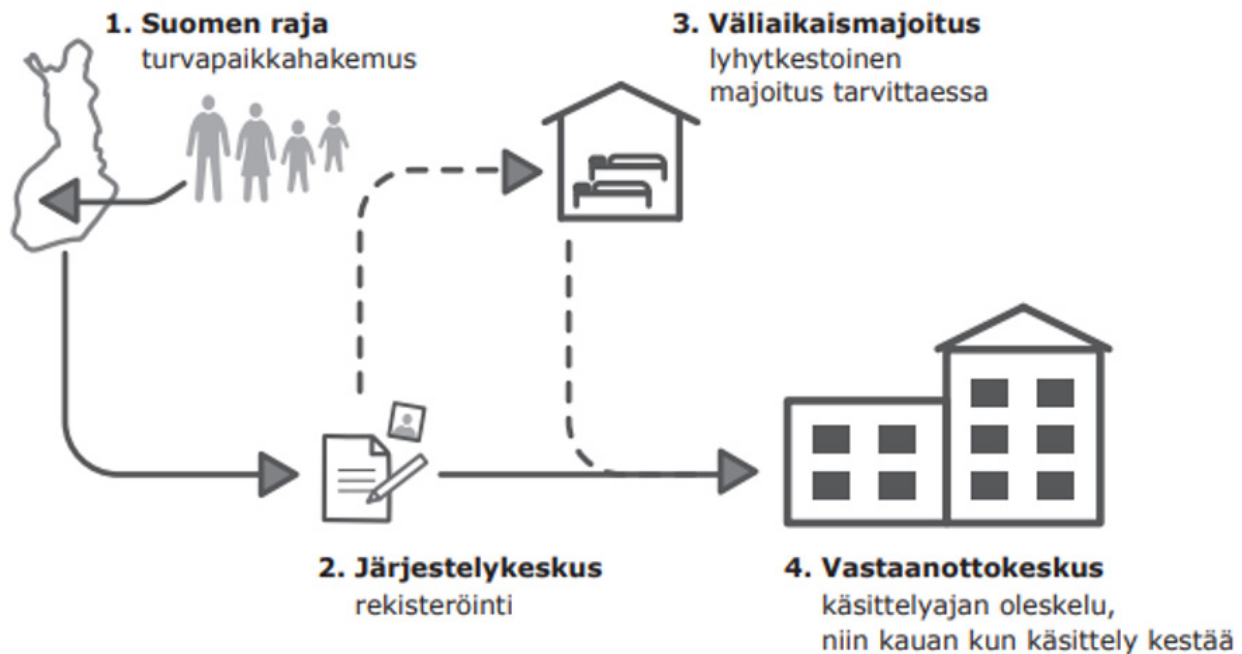 1. Suomen raja
turvapaikkahakemus
2. Järjestelykeskus
rekisteröinti
3. Väliaikaismajoitus
lyhytkestoinen
majoitus tarvittaessa
4. Vastaanottokeskus
käsittelyajan oleskelu,
niin kauan kun käsittely kestää